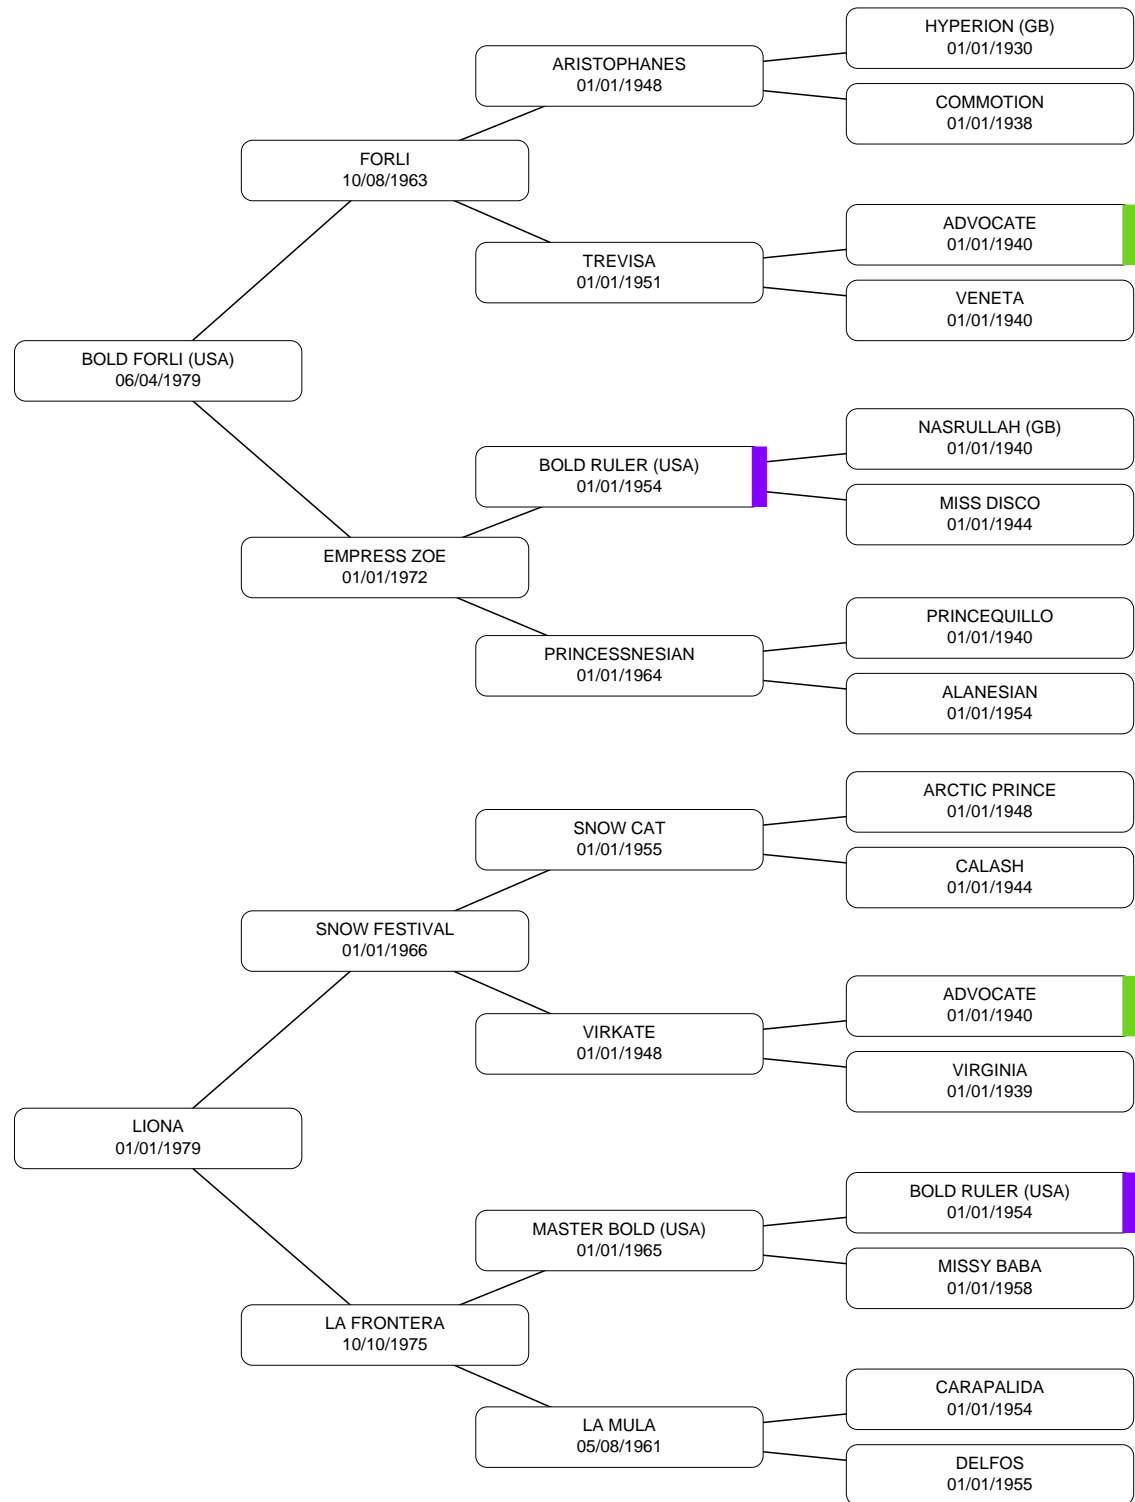 HYPERION (GB)
01/01/1930
ARISTOPHANES
01/01/1948
COMMOTION
01/01/1938
FORLI
10/08/1963
ADVOCATE
01/01/1940
TREVISA
01/01/1951
VENETA
01/01/1940
BOLD FORLI (USA)
06/04/1979
NASRULLAH (GB)
01/01/1940
BOLD RULER (USA)
01/01/1954
MISS DISCO
01/01/1944
EMPRESS ZOE
01/01/1972
PRINCEQUILLO
01/01/1940
PRINCESSNESIAN
01/01/1964
ALANESIAN
01/01/1954
ARCTIC PRINCE
01/01/1948
SNOW CAT
01/01/1955
CALASH
01/01/1944
SNOW FESTIVAL
01/01/1966
ADVOCATE
01/01/1940
VIRKATE
01/01/1948
VIRGINIA
01/01/1939
LIONA
01/01/1979
BOLD RULER (USA)
01/01/1954
MASTER BOLD (USA)
01/01/1965
MISSY BABA
01/01/1958
LA FRONTERA
10/10/1975
CARAPALIDA
01/01/1954
LA MULA
05/08/1961
DELFOS
01/01/1955